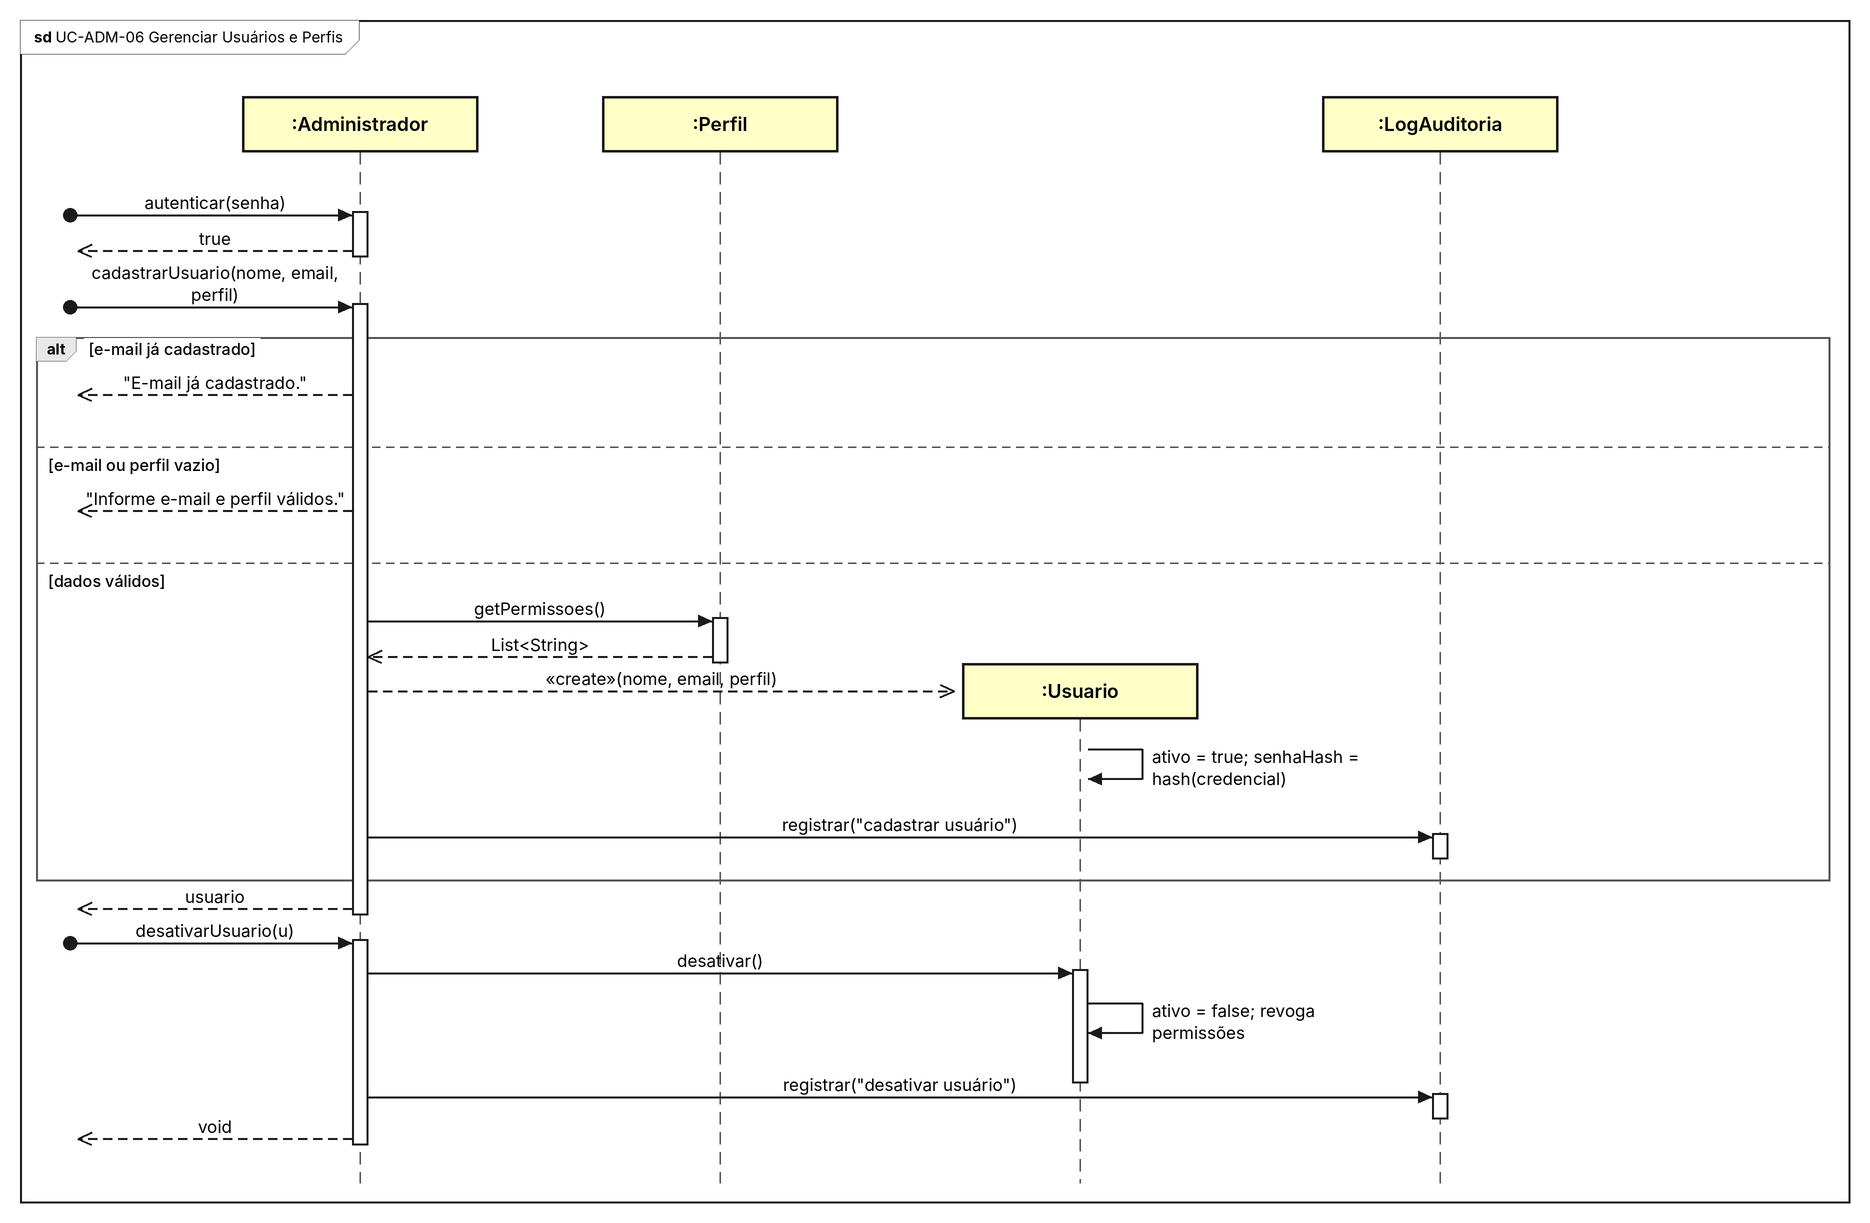 sd UC-ADM-06 Gerenciar Usuários e Perfis
:Administrador
:Perfil
:LogAuditoria
autenticar(senha)
true
cadastrarUsuario(nome, email,
perfil)
alt [e-mail já cadastrado]
"E-mail já cadastrado."
[e-mail ou perfil vazio]
"Informe e-mail e perfil válidos."
[dados válidos]
getPermissoes()
List<String>
«create»(nome, email, perfil)
:Usuario
ativo = true; senhaHash =
hash(credencial)
registrar("cadastrar usuário")
usuario
desativarUsuario(u)
desativar()
ativo = false; revoga
permissões
registrar("desativar usuário")
void